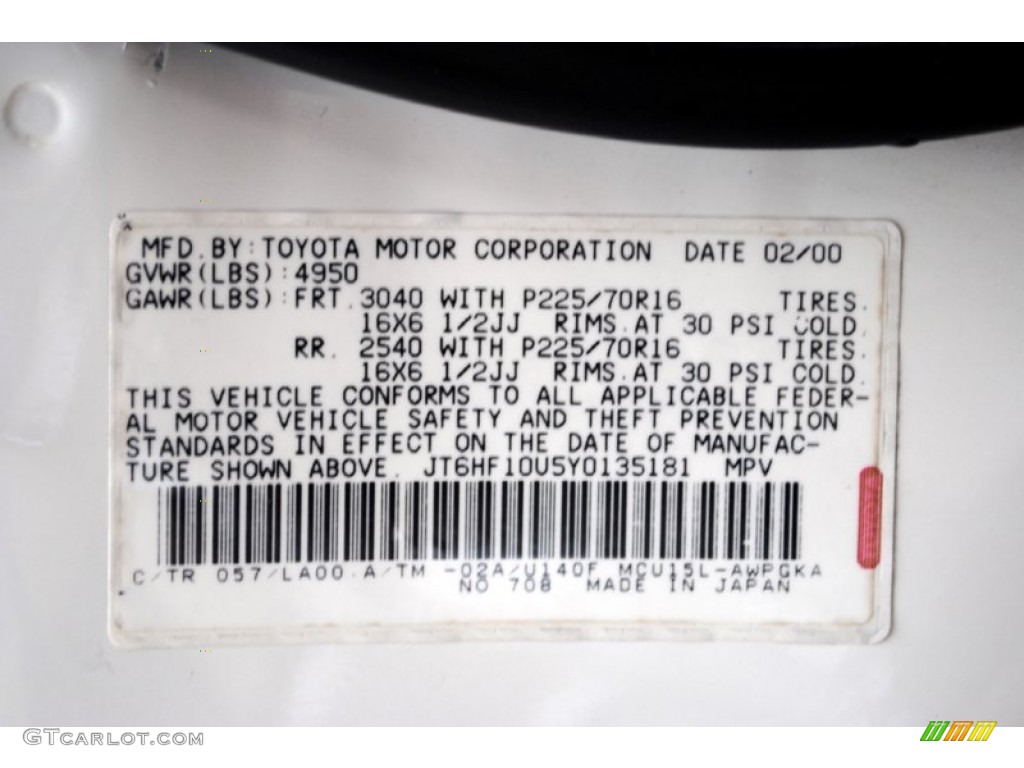 MFD. BY: TOYOTA MOTOR CORPORATION DATE 02/00
GVWR(LBS): 4950
GAWR(LBS): FRT. 3040 WITH P225/70R16 TIRES.
16X6 1/2JJ RIMS. AT 30 PSI COLD.
RR. 2540 WITH P225/70R16 TIRES.
16X6 1/2JJ RIMS. AT 30 PSI COLD.
THIS VEHICLE CONFORMS TO ALL APPLICABLE FEDER-
AL MOTOR VEHICLE SAFETY AND THEFT PREVENTION
STANDARDS IN EFFECT ON THE DATE OF MANUFAC-
TURE SHOWN ABOVE. JT6HF10U5Y0135181 MPV
C/TR 057/LA00. A/TM -02A/U140F MCU15L-AWPGKA
NO 708 MADE IN JAPAN
GTCARLOT.COM